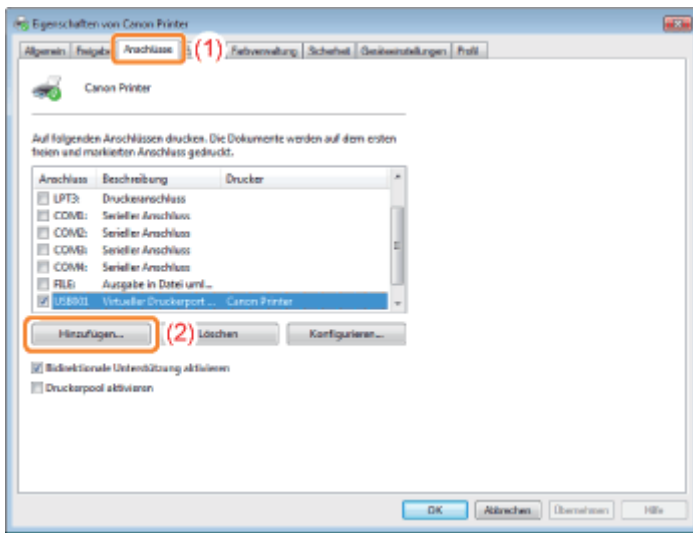 Eigenschaften von Canon Printer
Allgemein Freigabe Anschlüsse (1) Farbverwaltung Sicherheit Geräteeinstellungen Profil
Canon Printer
Auf folgenden Anschlüssen drucken. Die Dokumente werden auf dem ersten
freien und markierten Anschluss gedruckt.
Anschluss Beschreibung Drucker
LPT3: Druckeranschluss
COM1: Serieller Anschluss
COM2: Serieller Anschluss
COM3: Serieller Anschluss
COM4: Serieller Anschluss
FILE: Ausgabe in Datei uml...
USB001 Virtueller Druckerport ... Canon Printer
Hinzufügen... (2) Löschen Konfigurieren...
Bidirektionale Unterstützung aktivieren
Druckerpool aktivieren
OK Abbrechen Übernehmen Hilfe